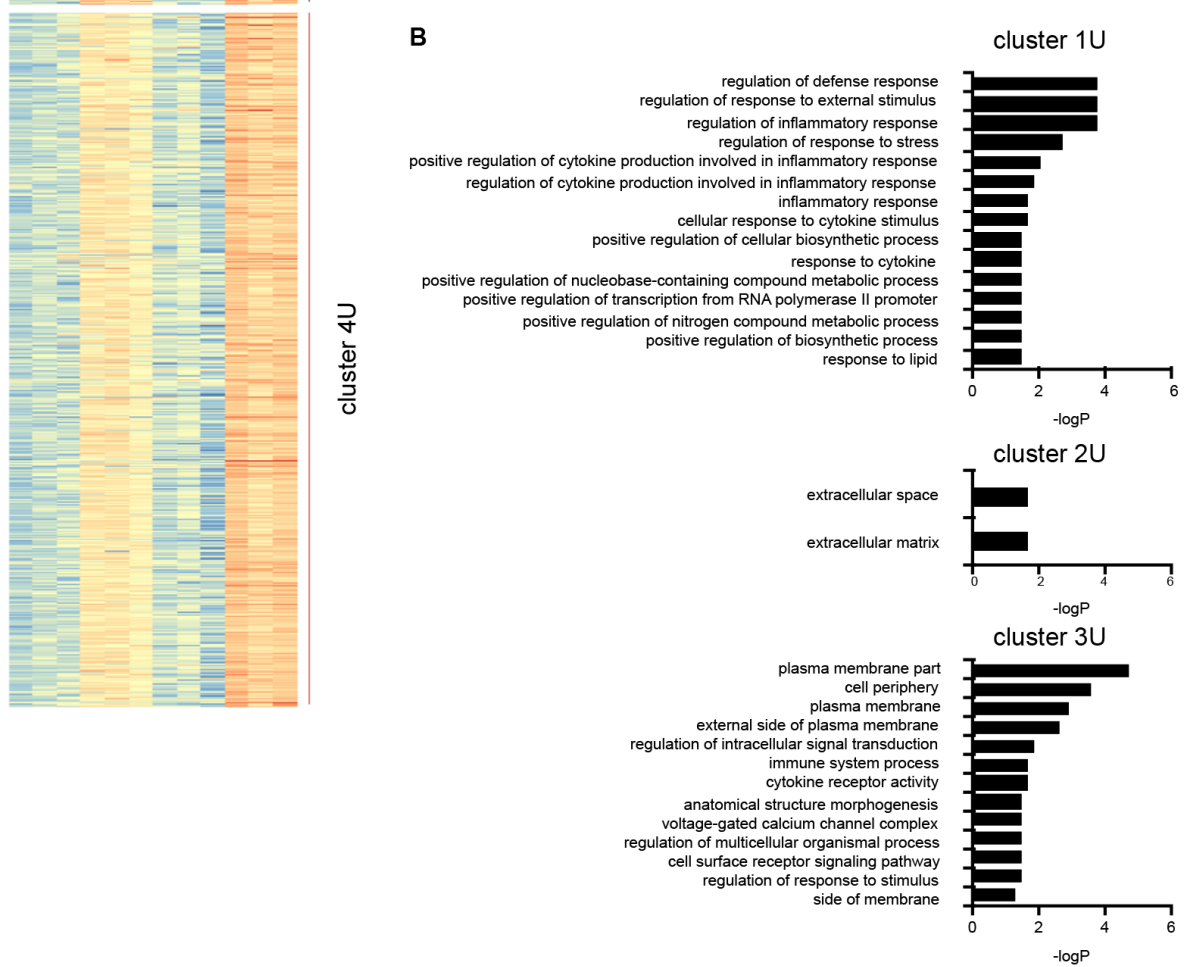 cluster 4U
B
cluster 1U
regulation of defense response
regulation of response to external stimulus
regulation of inflammatory response
regulation of response to stress
positive regulation of cytokine production involved in inflammatory response
regulation of cytokine production involved in inflammatory response
inflammatory response
cellular response to cytokine stimulus
positive regulation of cellular biosynthetic process
response to cytokine
positive regulation of nucleobase-containing compound metabolic process
positive regulation of transcription from RNA polymerase II promoter
positive regulation of nitrogen compound metabolic process
positive regulation of biosynthetic process
response to lipid
0 2 4 6
-logP
cluster 2U
extracellular space
extracellular matrix
0 2 4 6
-logP
cluster 3U
plasma membrane part
cell periphery
plasma membrane
external side of plasma membrane
regulation of intracellular signal transduction
immune system process
cytokine receptor activity
anatomical structure morphogenesis
voltage-gated calcium channel complex
regulation of multicellular organismal process
cell surface receptor signaling pathway
regulation of response to stimulus
side of membrane
0 2 4 6
-logP